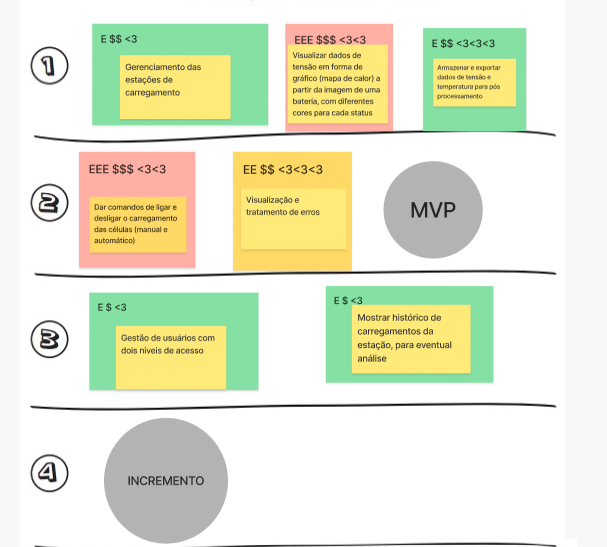 1
E $$ <3
Gerenciamento das
estações de
carregamento
EEE $$$ <3<3
Visualizar dados de
tensão em forma de
gráfico (mapa de calor) a
partir da imagem de uma
bateria, com diferentes
cores para cada status
E $$ <3<3<3
Armazenar e exportar
dados de tensão e
temperatura para pós
processamento
2
EEE $$$ <3<3
Dar comandos de ligar e
desligar o carregamento
das células (manual e
automático)
EE $$ <3<3<3
Visualização e
tratamento de erros
MVP
3
E $ <3
Gestão de usuários com
dois niveis de acesso
E $ <3
Mostrar histórico de
carregamentos da
estação, para eventual
análise
4
INCREMENTO